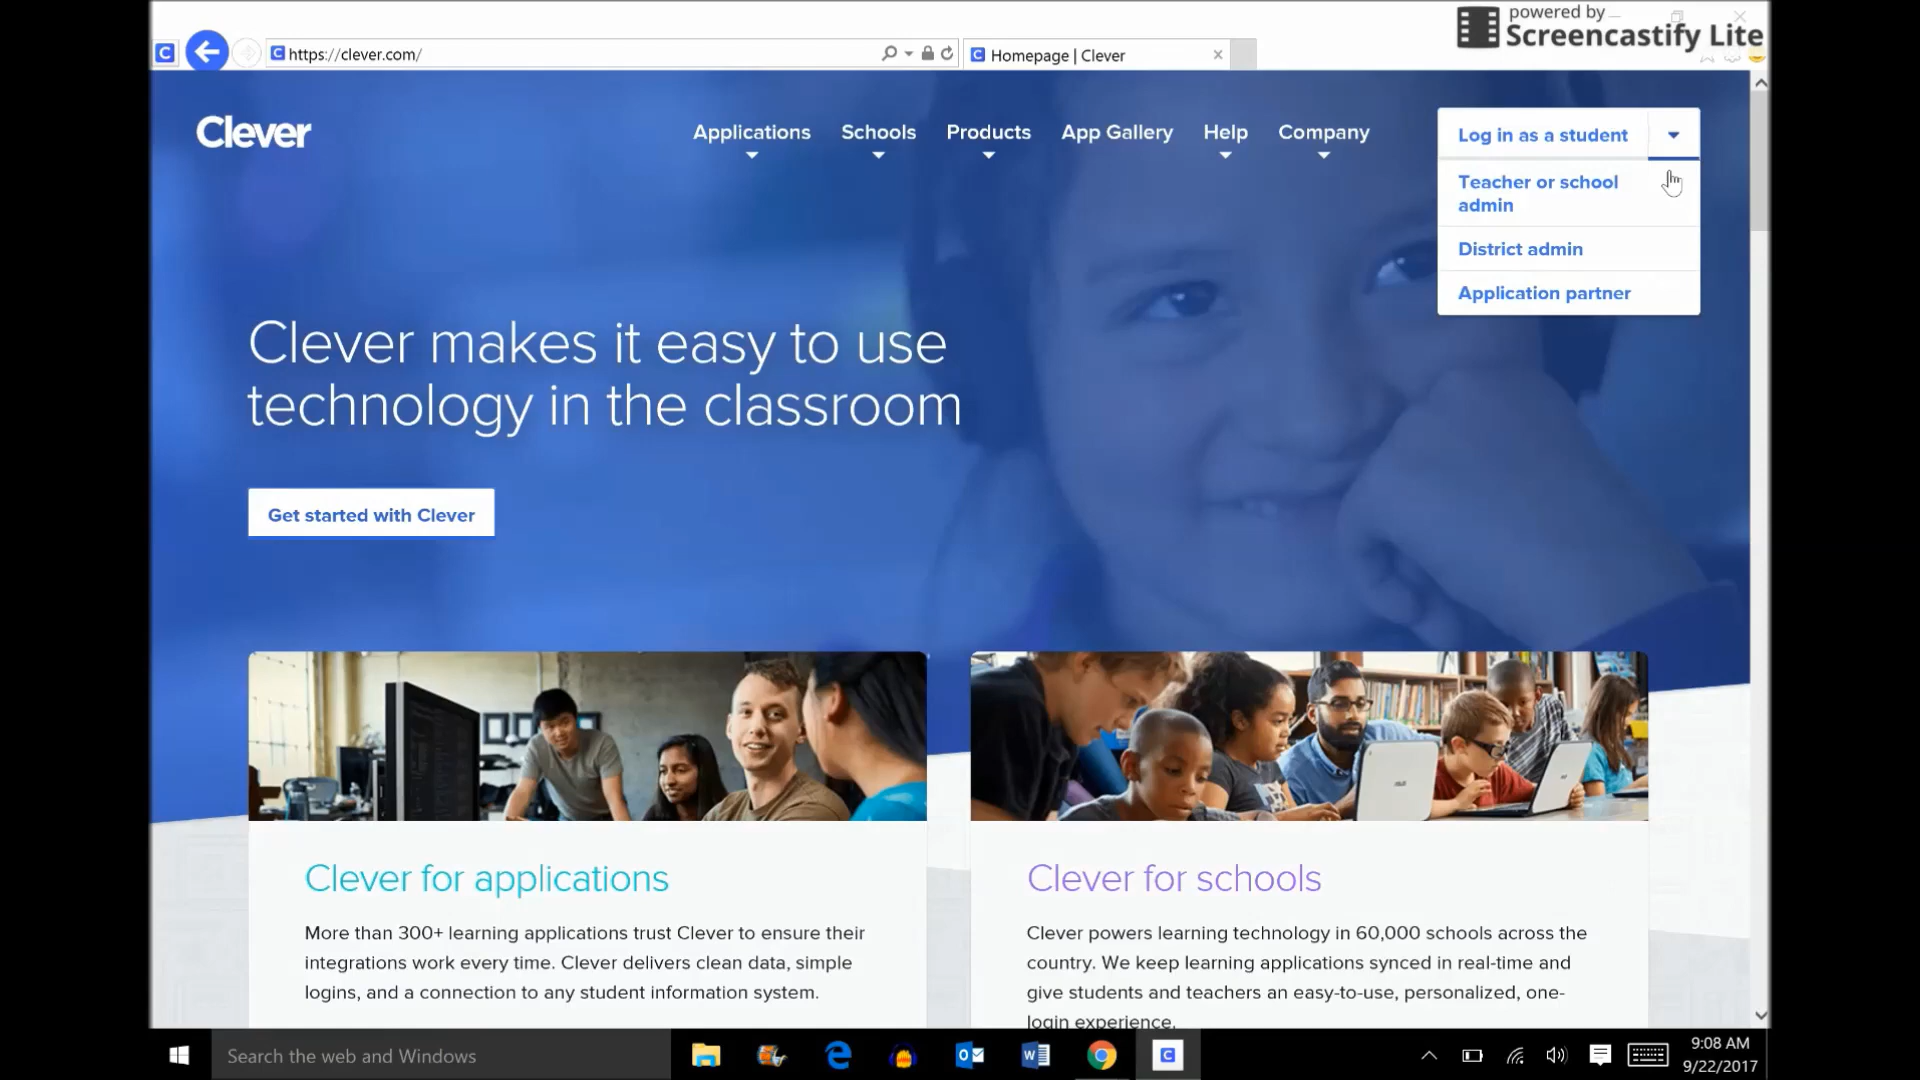 powered by
Screencastify Lite
https://clever.com/
Homepage | Clever
Clever
Applications
Schools
Products
App Gallery
Help
Company
Log in as a student
Teacher or school
admin
District admin
Application partner
Clever makes it easy to use
technology in the classroom
Get started with Clever
Clever for applications
More than 300+ learning applications trust Clever to ensure their
integrations work every time. Clever delivers clean data, simple
logins, and a connection to any student information system.
Clever for schools
Clever powers learning technology in 60,000 schools across the
country. We keep learning applications synced in real-time and
give students and teachers an easy-to-use, personalized, one-
login experience.
Search the web and Windows
9:08 AM
9/22/2017